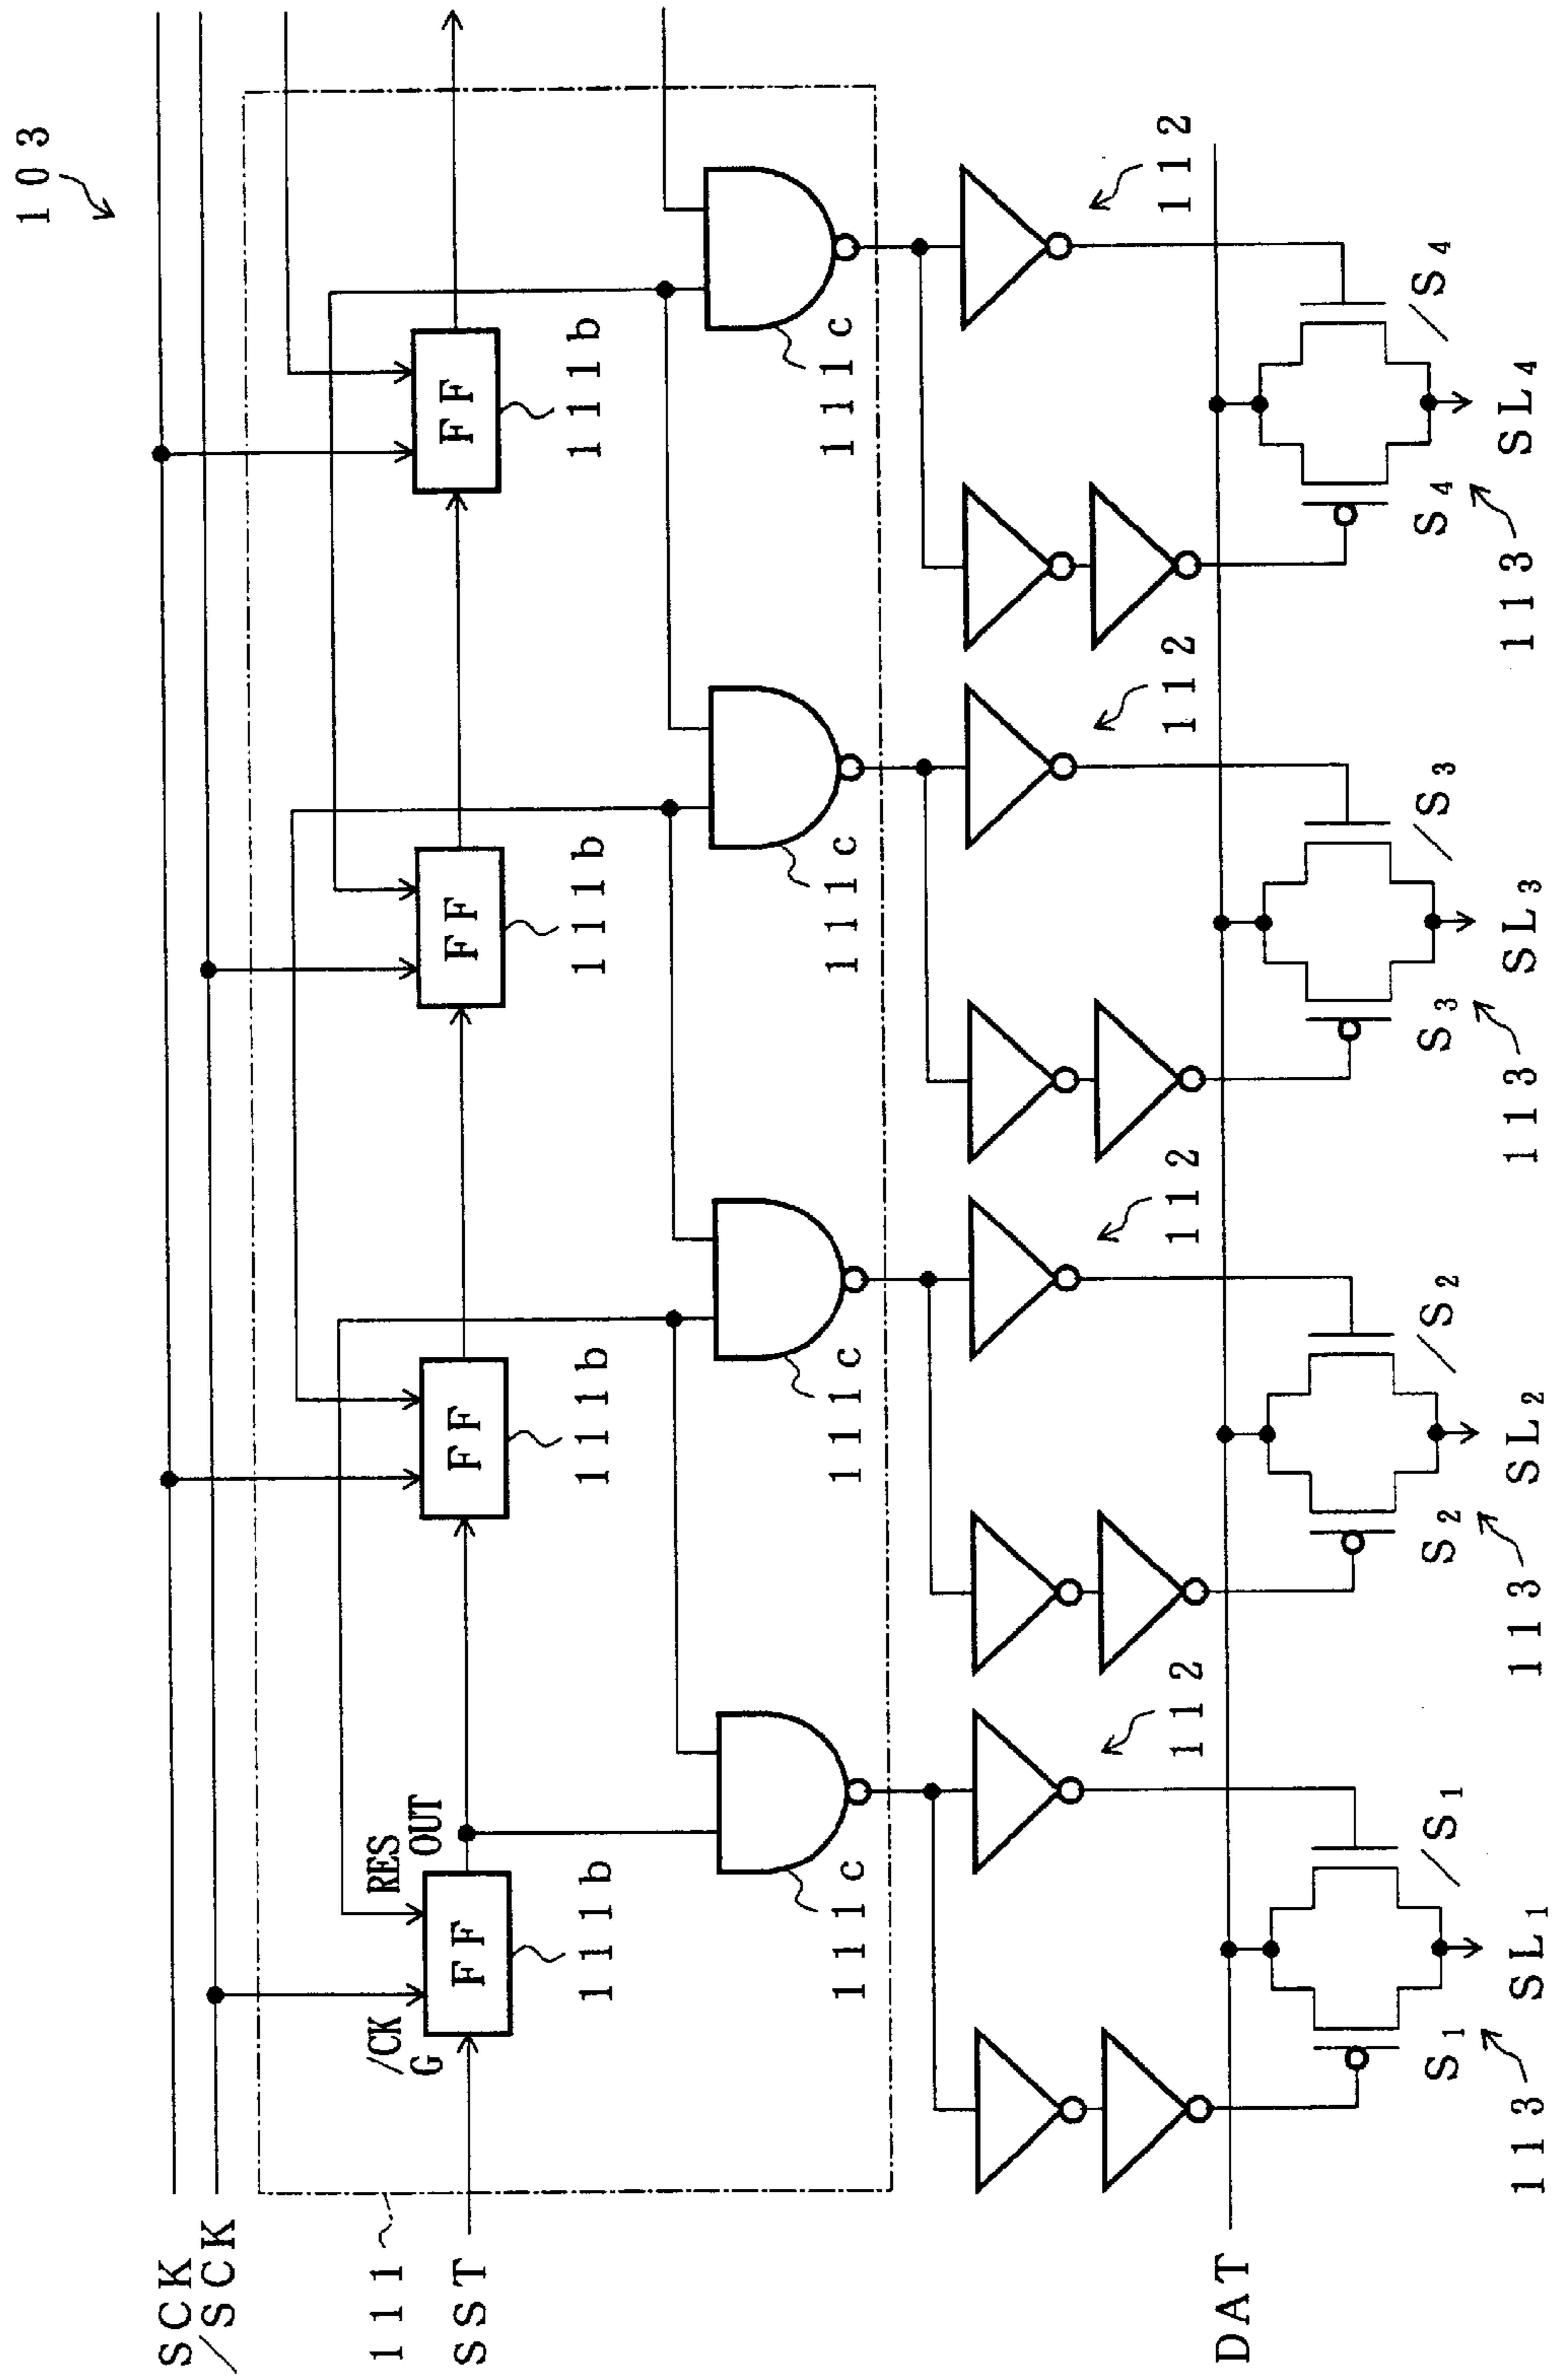 103
SCK
/SCK
111
SST
/CK
G
RES
OUT
FF
FF
FF
FF
111b
111b
111b
111b
111c
111c
111c
111c
112
112
112
112
DAT
S₁
/S₁
S₂
/S₂
S₃
/S₃
S₄
/S₄
113
SL₁
113
SL₂
113
SL₃
113
SL₄